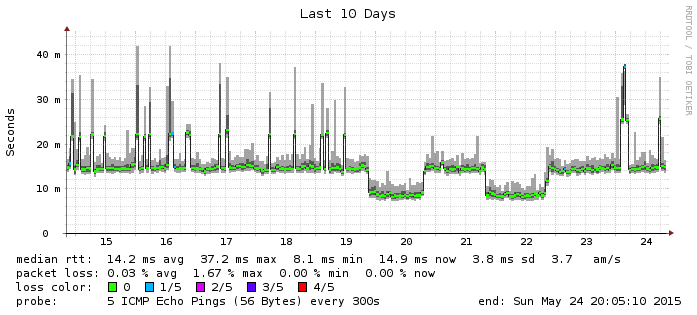 Last 10 Days
RRDTOOL / TOBI OETIKER
Seconds
40 m
30 m
20 m
10 m
0
15 16 17 18 19 20 21 22 23 24
median rtt: 14.2 ms avg 37.2 ms max 8.1 ms min 14.9 ms now 3.8 ms sd 3.7 am/s
packet loss: 0.03 % avg 1.67 % max 0.00 % min 0.00 % now
loss color: 0 1/5 2/5 3/5 4/5
probe: 5 ICMP Echo Pings (56 Bytes) every 300s end: Sun May 24 20:05:10 2015